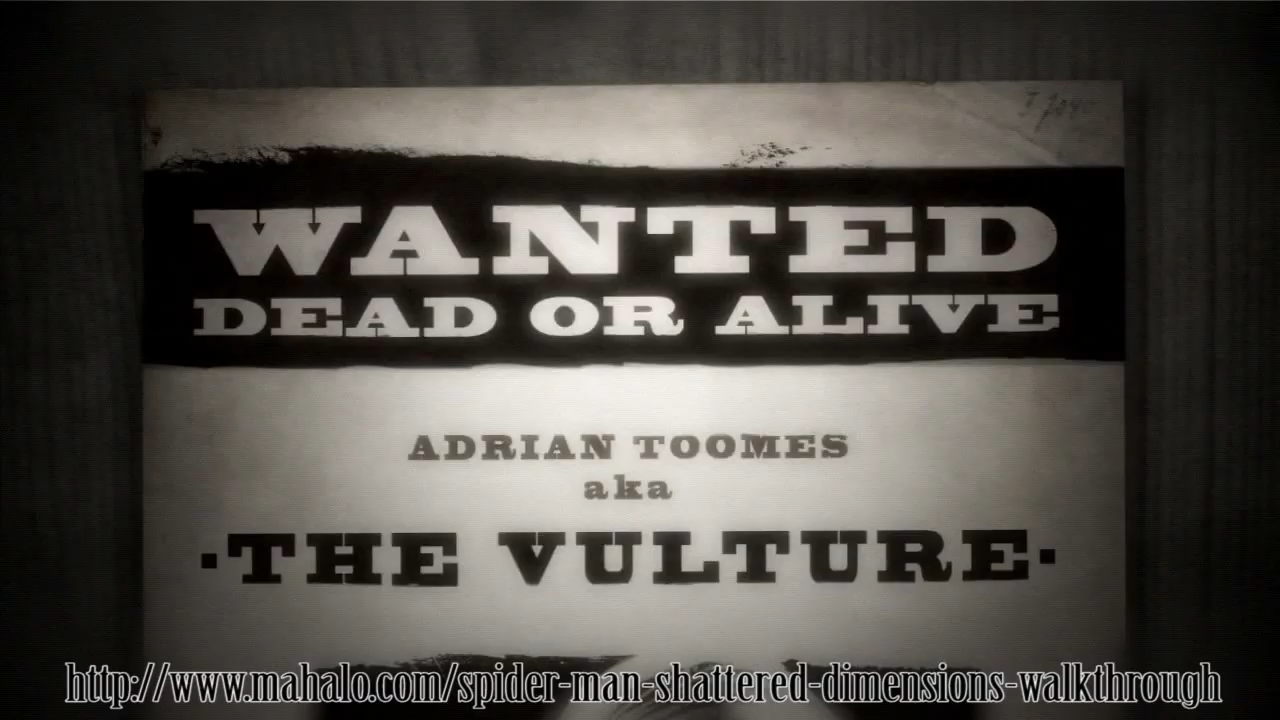 WANTED
DEAD OR ALIVE
ADRIAN TOOMES
aka
·THE VULTURE·
http://www.mahalo.com/spider-man-shattered-dimensions-walkthrough